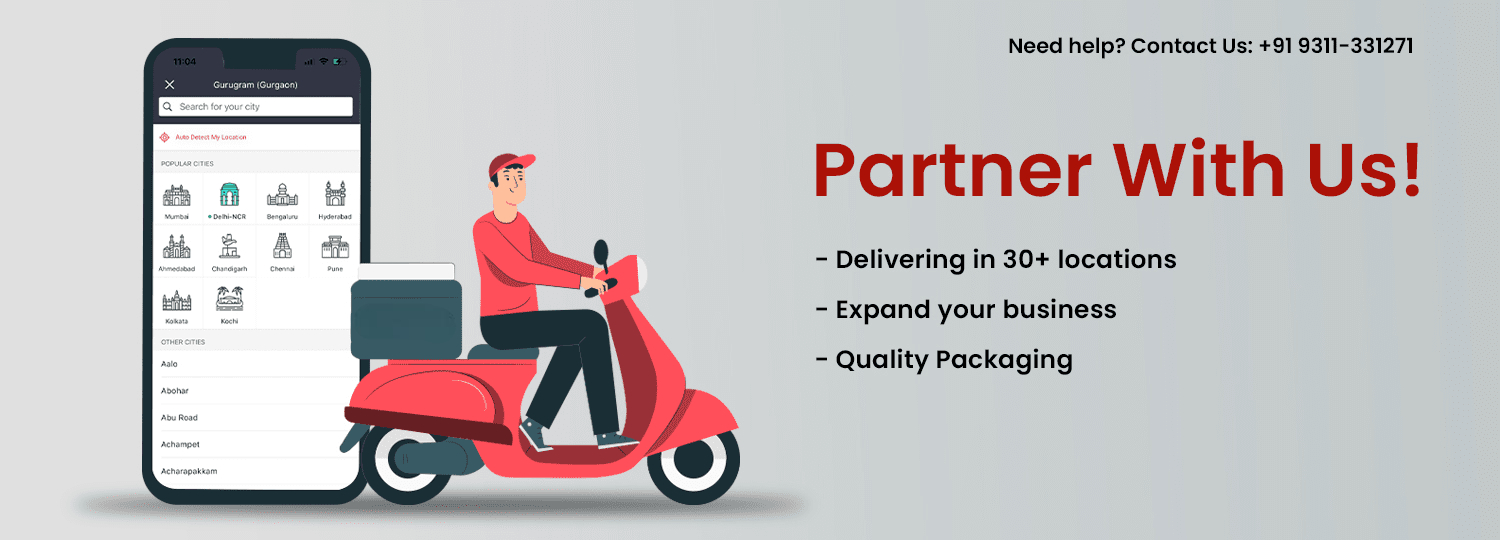 Need help? Contact Us: +91 9311-331271
11:04
Gurugram (Gurgaon)
Search for your city
Auto Detect My Location
POPULAR CITIES
Mumbai
Delhi-NCR
Bengaluru
Hyderabad
Ahmedabad
Chandigarh
Chennai
Pune
Kolkata
Kochi
OTHER CITIES
Aalo
Abohar
Abu Road
Achampet
Acharapakkam
Partner With Us!
- Delivering in 30+ locations
- Expand your business
- Quality Packaging